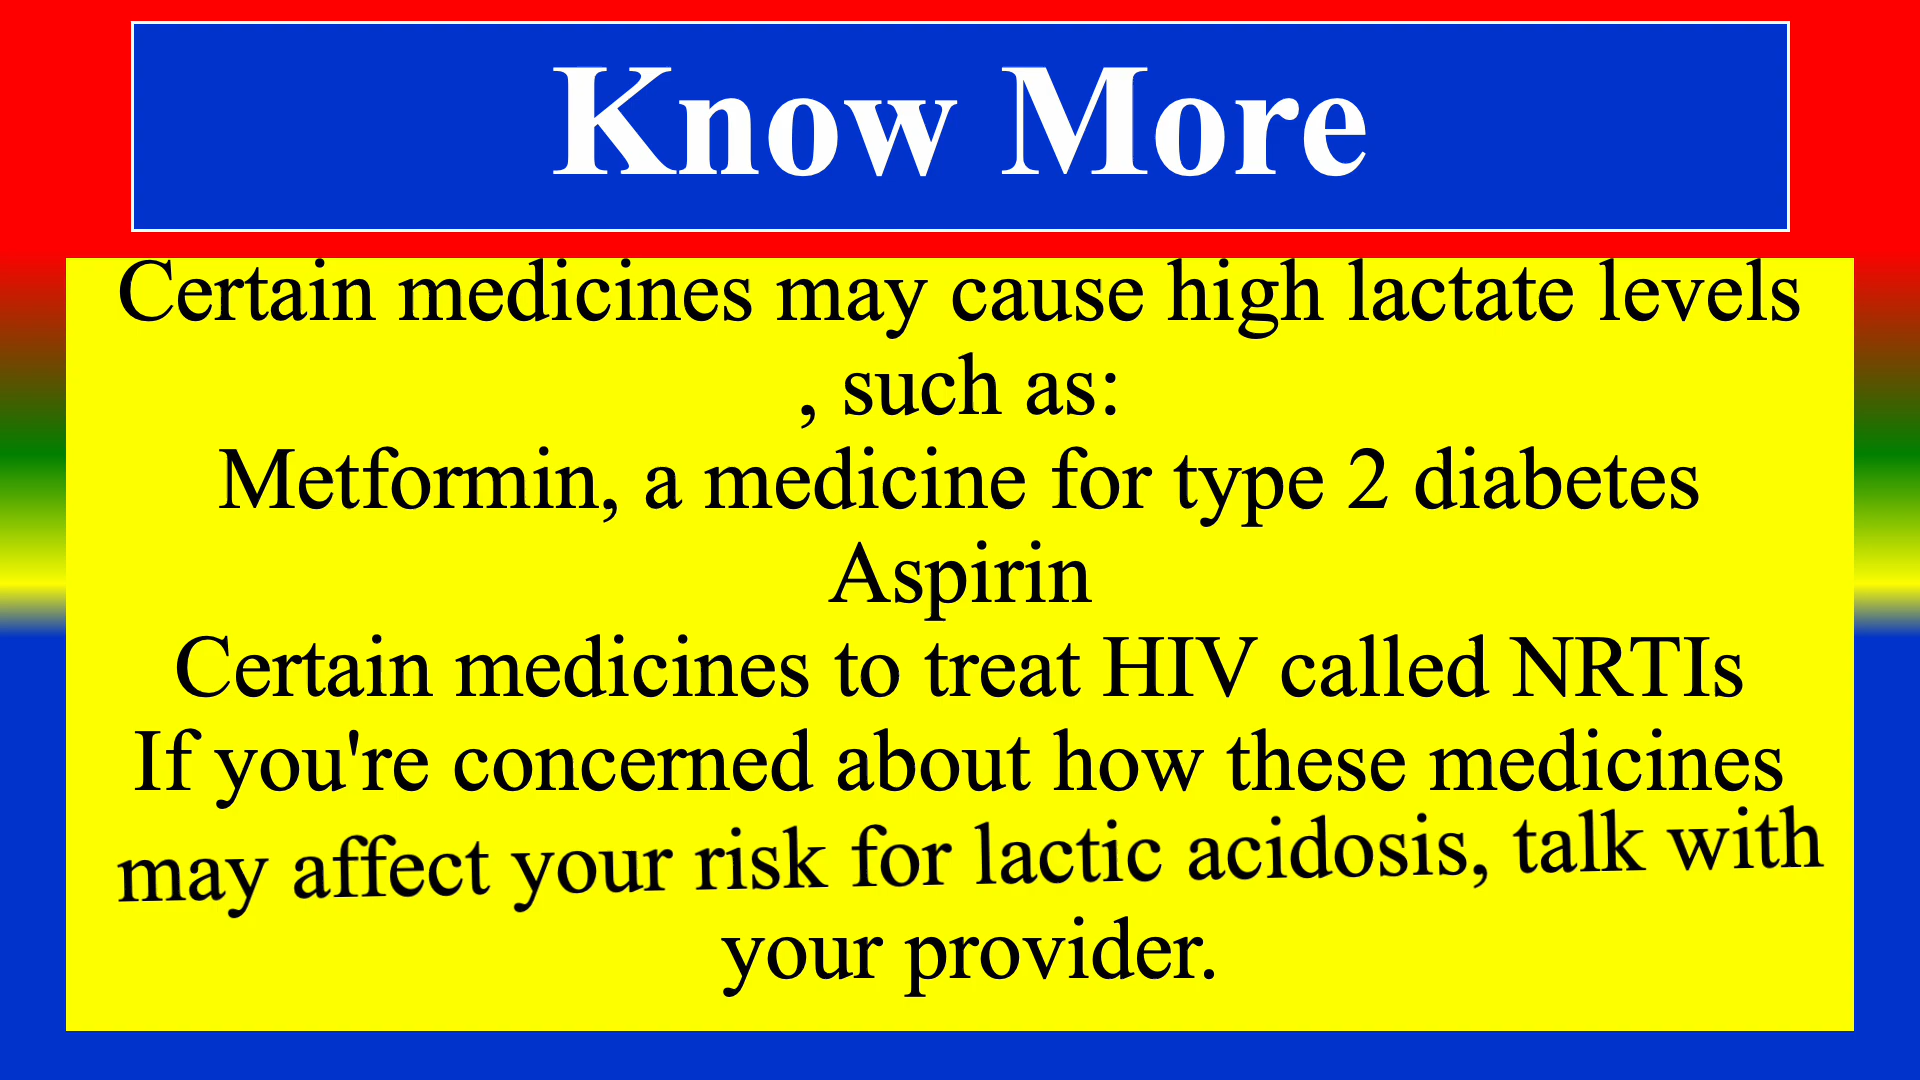 Know More
Certain medicines may cause high lactate levels
, such as:
Metformin, a medicine for type 2 diabetes
Aspirin
Certain medicines to treat HIV called NRTIs
If you're concerned about how these medicines
may affect your risk for lactic acidosis, talk with
your provider.